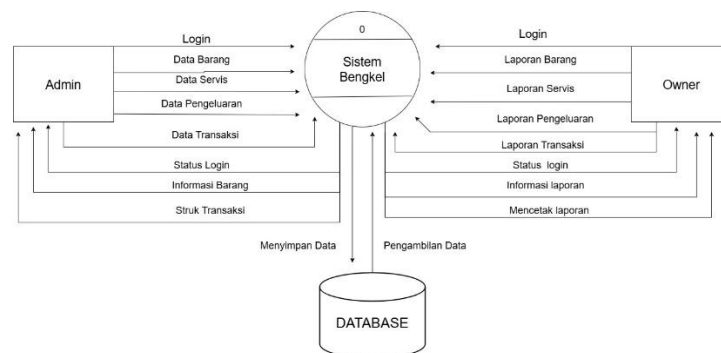 0
Login
Login
Sistem
Bengkel
Data Barang
Laporan Barang
Admin
Data Servis
Laporan Servis
Owner
Data Pengeluaran
Laporan Pengeluaran
Data Transaksi
Laporan Transaksi
Status Login
Status login
Informasi Barang
Informasi laporan
Struk Transaksi
Mencetak laporan
Menyimpan Data
Pengambilan Data
DATABASE